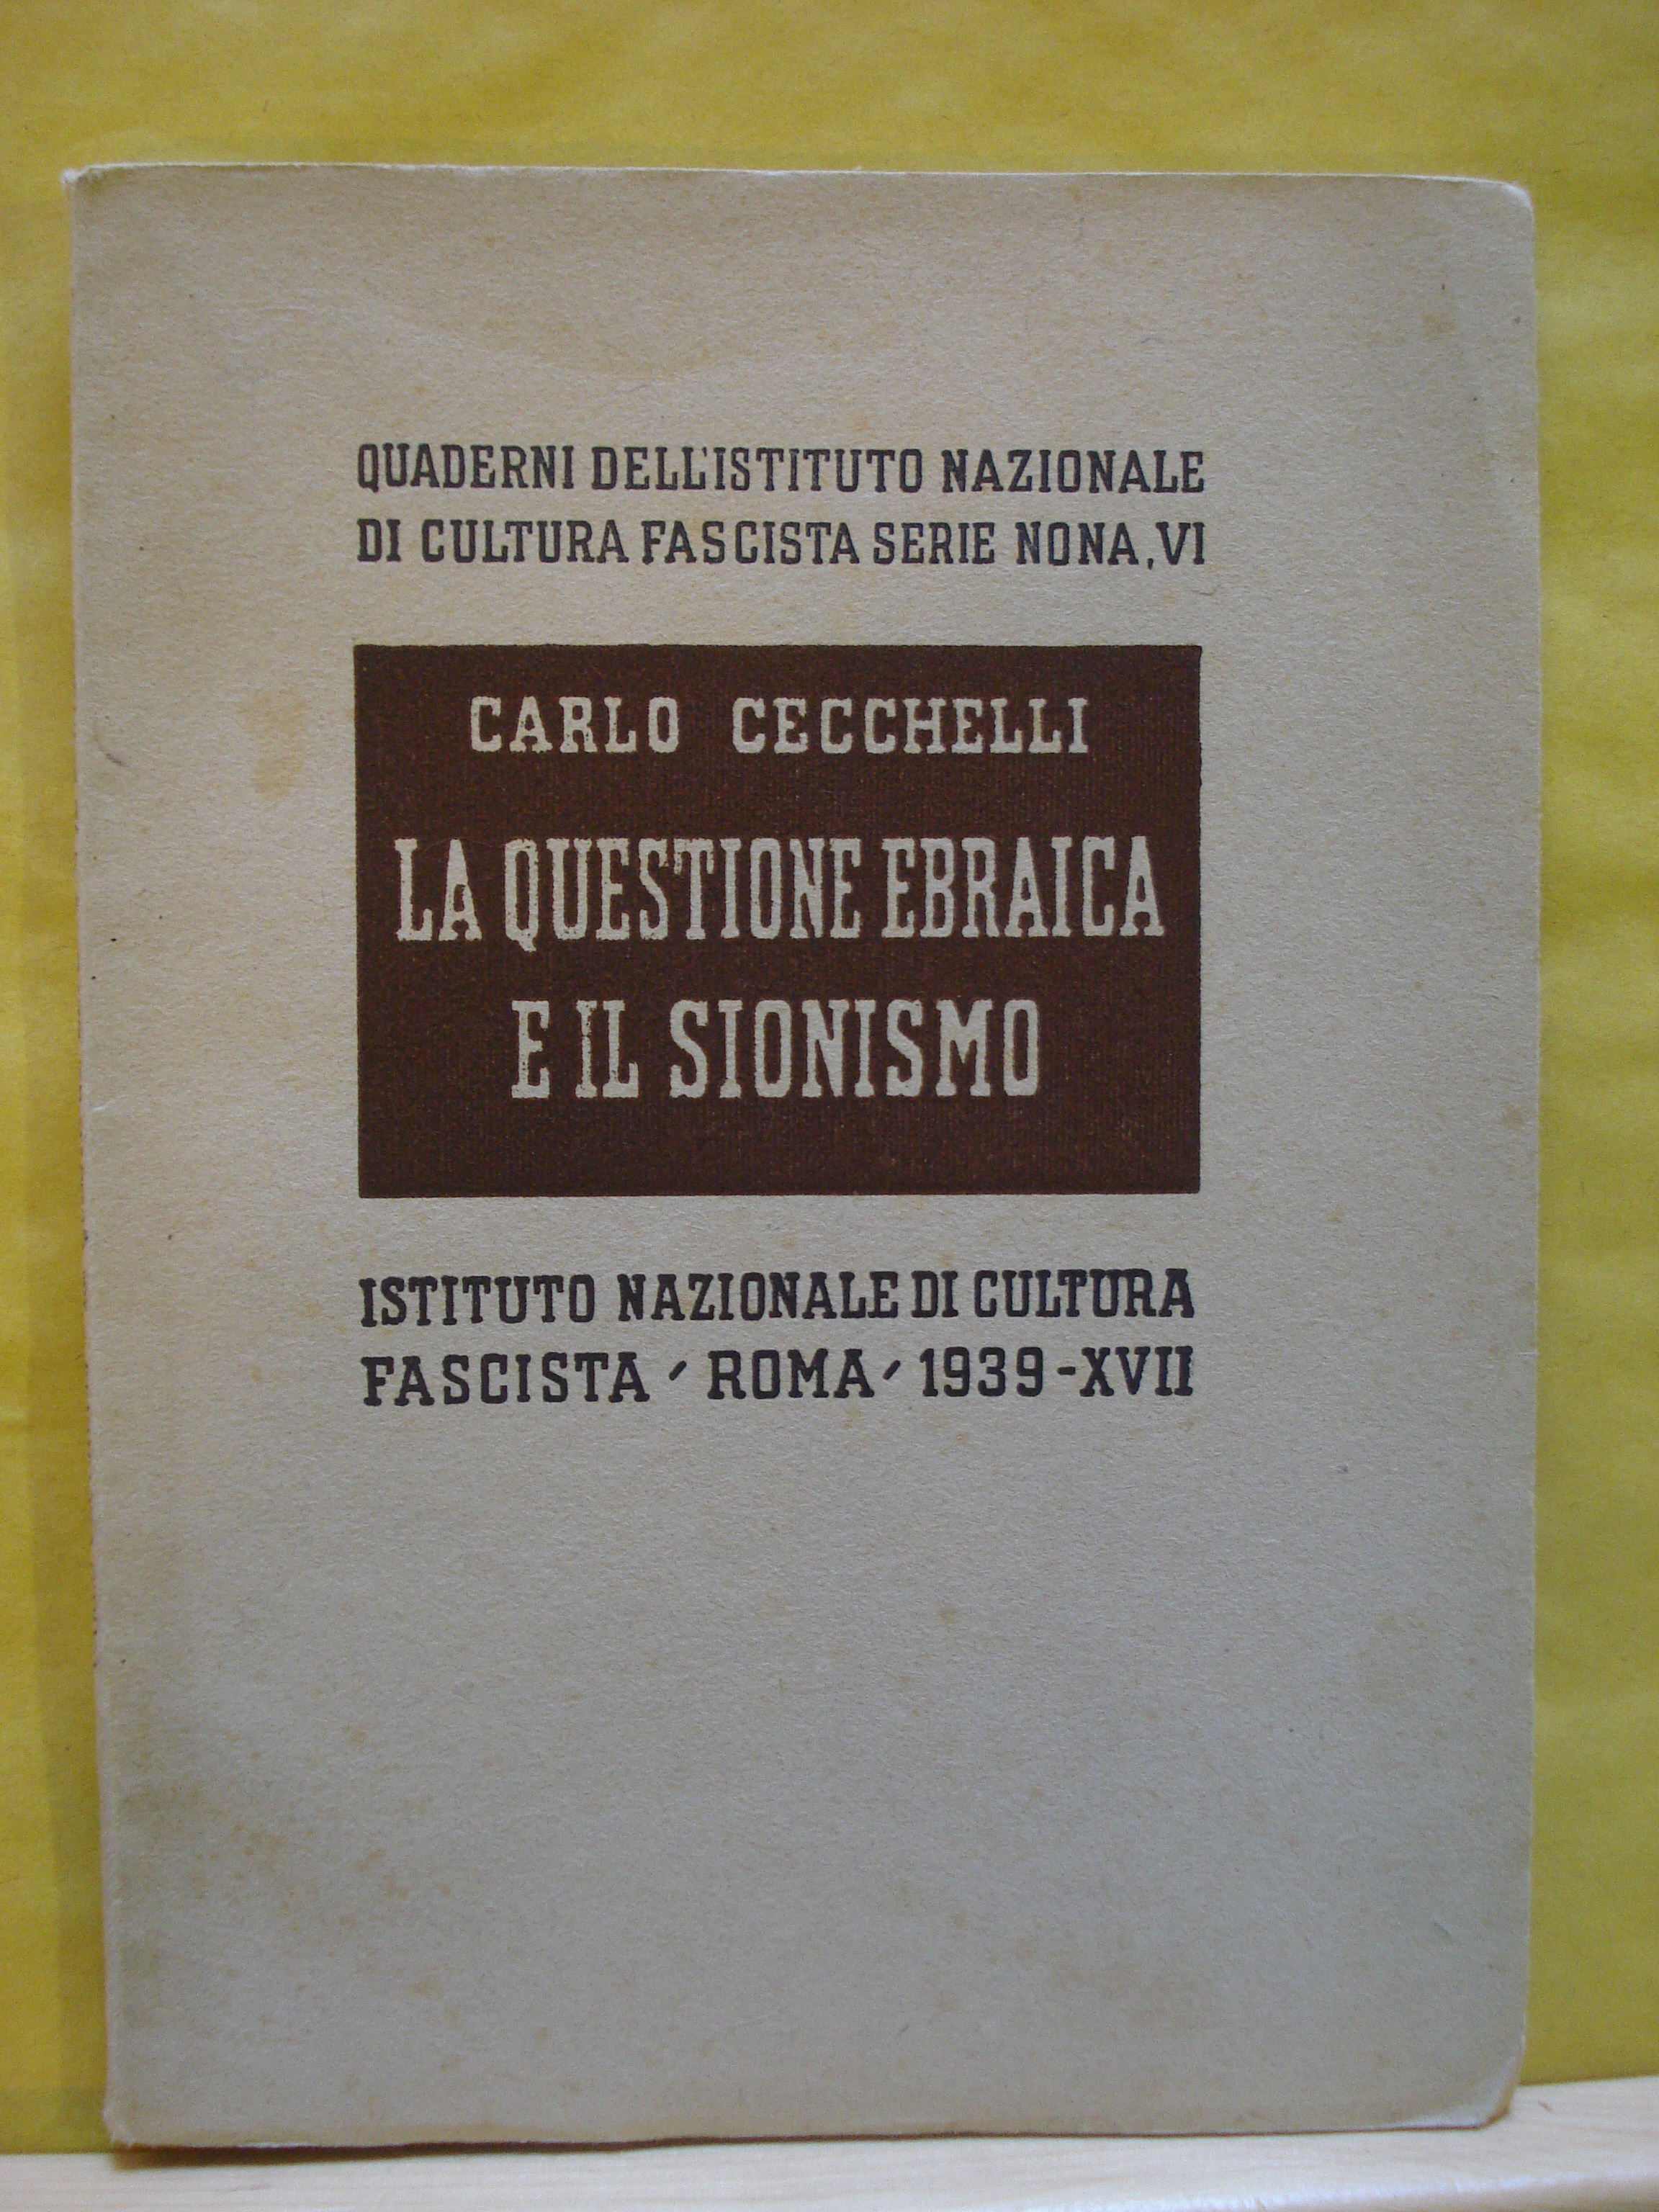 QUADERNI DELL'ISTITUTO NAZIONALE
DI CULTURA FASCISTA SERIE NONA, VI
CARLO CECCHELLI
LA QUESTIONE EBRAICA
E IL SIONISMO
ISTITUTO NAZIONALE DI CULTURA
FASCISTA / ROMA / 1939-XVII